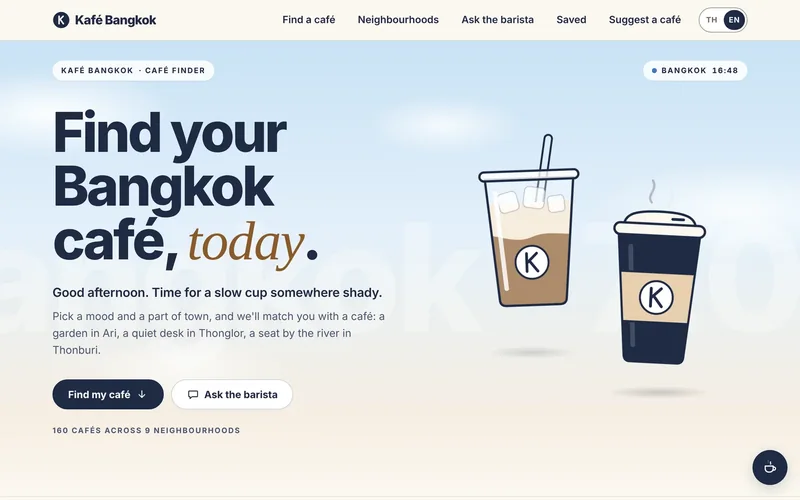 K Kafé Bangkok
Find a café Neighbourhoods Ask the barista Saved Suggest a café TH EN
KAFÉ BANGKOK · CAFÉ FINDER
BANGKOK 16:48
Find your
Bangkok
café, today.
K
K
Good afternoon. Time for a slow cup somewhere shady.
Pick a mood and a part of town, and we'll match you with a café: a
garden in Ari, a quiet desk in Thonglor, a seat by the river in
Thonburi.
Find my café
Ask the barista
160 CAFÉS ACROSS 9 NEIGHBOURHOODS